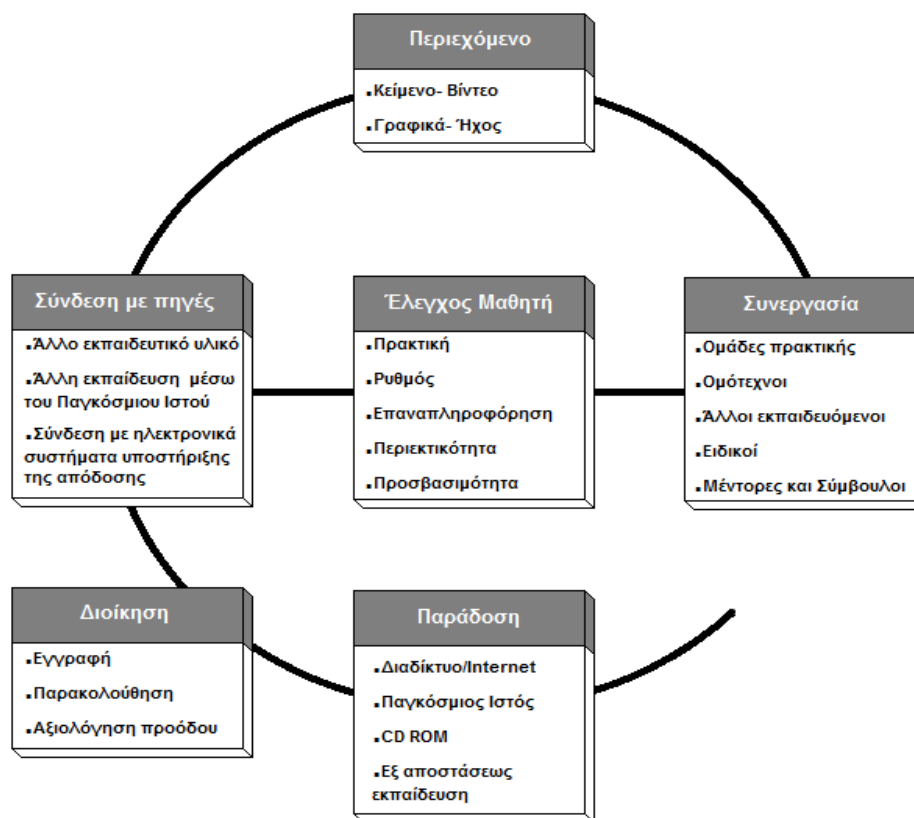 Περιεχόμενο
.Κείμενο- Βίντεο
.Γραφικά- Ήχος
Σύνδεση με πηγές
.Άλλο εκπαιδευτικό υλικό
.Άλλη εκπαίδευση μέσω
του Παγκόσμιου Ιστού
.Σύνδεση με ηλεκτρονικά
συστήματα υποστήριξης
της απόδοσης
Έλεγχος Μαθητή
.Πρακτική
.Ρυθμός
.Επαναπληροφόρηση
.Περιεκτικότητα
.Προσβασιμότητα
Συνεργασία
.Ομάδες πρακτικής
.Ομότεχνοι
.Άλλοι εκπαιδευόμενοι
.Ειδικοί
.Μέντορες και Σύμβουλοι
Διοίκηση
.Εγγραφή
.Παρακολούθηση
.Αξιολόγηση προόδου
Παράδοση
.Διαδίκτυο/Internet
.Παγκόσμιος Ιστός
.CD ROM
.Εξ αποστάσεως
εκπαίδευση